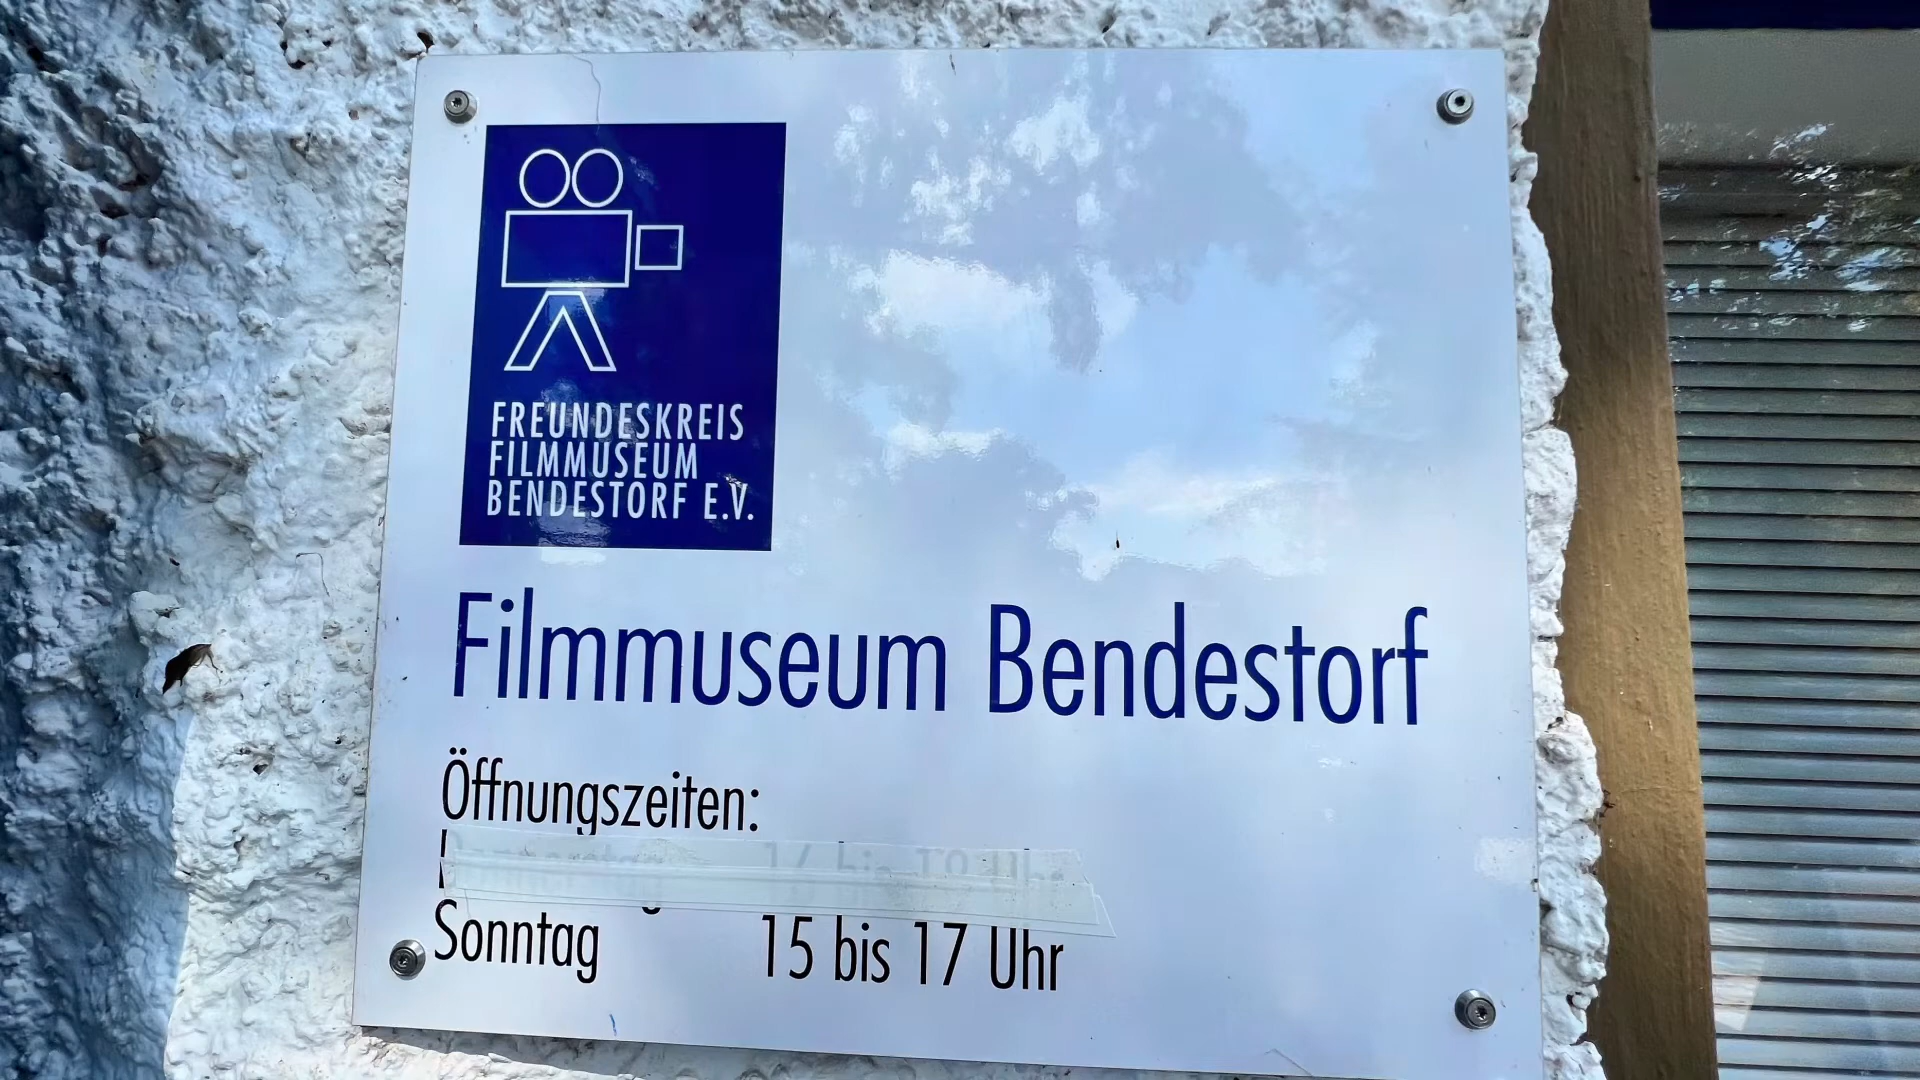 FREUNDESKREIS
FILMMUSEUM
BENDESTORF E.V.
Filmmuseum Bendestorf
Öffnungszeiten:
Sonntag 15 bis 17 Uhr